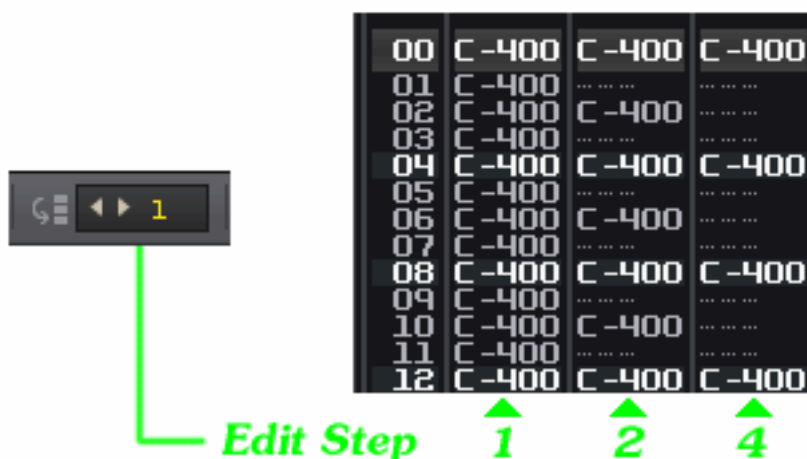 00 C-400 C-400 C-400
01 C-400 ... ... ... ... ... ...
02 C-400 C-400 ... ... ...
03 C-400 ... ... ... ... ... ...
04 C-400 C-400 C-400
05 C-400 ... ... ... ... ... ...
06 C-400 C-400 ... ... ...
07 C-400 ... ... ... ... ... ...
08 C-400 C-400 C-400
09 C-400 ... ... ... ... ... ...
10 C-400 C-400 ... ... ...
11 C-400 ... ... ... ... ... ...
12 C-400 C-400 C-400
1
Edit Step 1 2 4